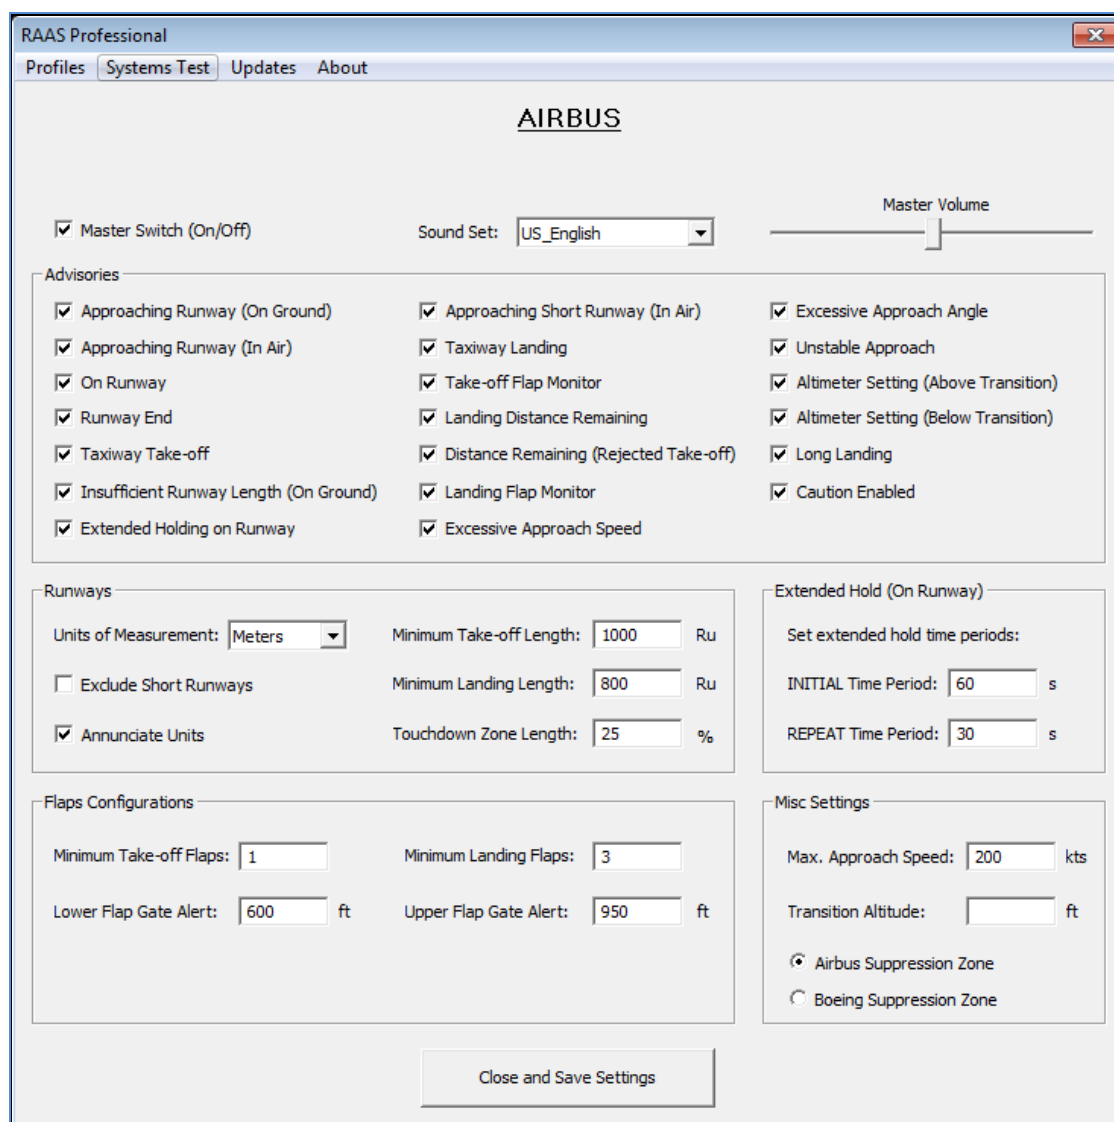 RAAS Professional
Profiles Systems Test Updates About
AIRBUS
Master Volume
Master Switch (On/Off) Sound Set: US_English
Advisories
Approaching Runway (On Ground) Approaching Short Runway (In Air) Excessive Approach Angle
Approaching Runway (In Air) Taxiway Landing Unstable Approach
On Runway Take-off Flap Monitor Altimeter Setting (Above Transition)
Runway End Landing Distance Remaining Altimeter Setting (Below Transition)
Taxiway Take-off Distance Remaining (Rejected Take-off) Long Landing
Insufficient Runway Length (On Ground) Landing Flap Monitor Caution Enabled
Extended Holding on Runway Excessive Approach Speed
Runways Extended Hold (On Runway)
Units of Measurement: Meters Minimum Take-off Length: 1000 Ru Set extended hold time periods:
Exclude Short Runways Minimum Landing Length: 800 Ru INITIAL Time Period: 60 s
Annunciate Units Touchdown Zone Length: 25 % REPEAT Time Period: 30 s
Flaps Configurations Misc Settings
Minimum Take-off Flaps: 1 Minimum Landing Flaps: 3 Max. Approach Speed: 200 kts
Lower Flap Gate Alert: 600 ft Upper Flap Gate Alert: 950 ft Transition Altitude: ft
Airbus Suppression Zone
Boeing Suppression Zone
Close and Save Settings